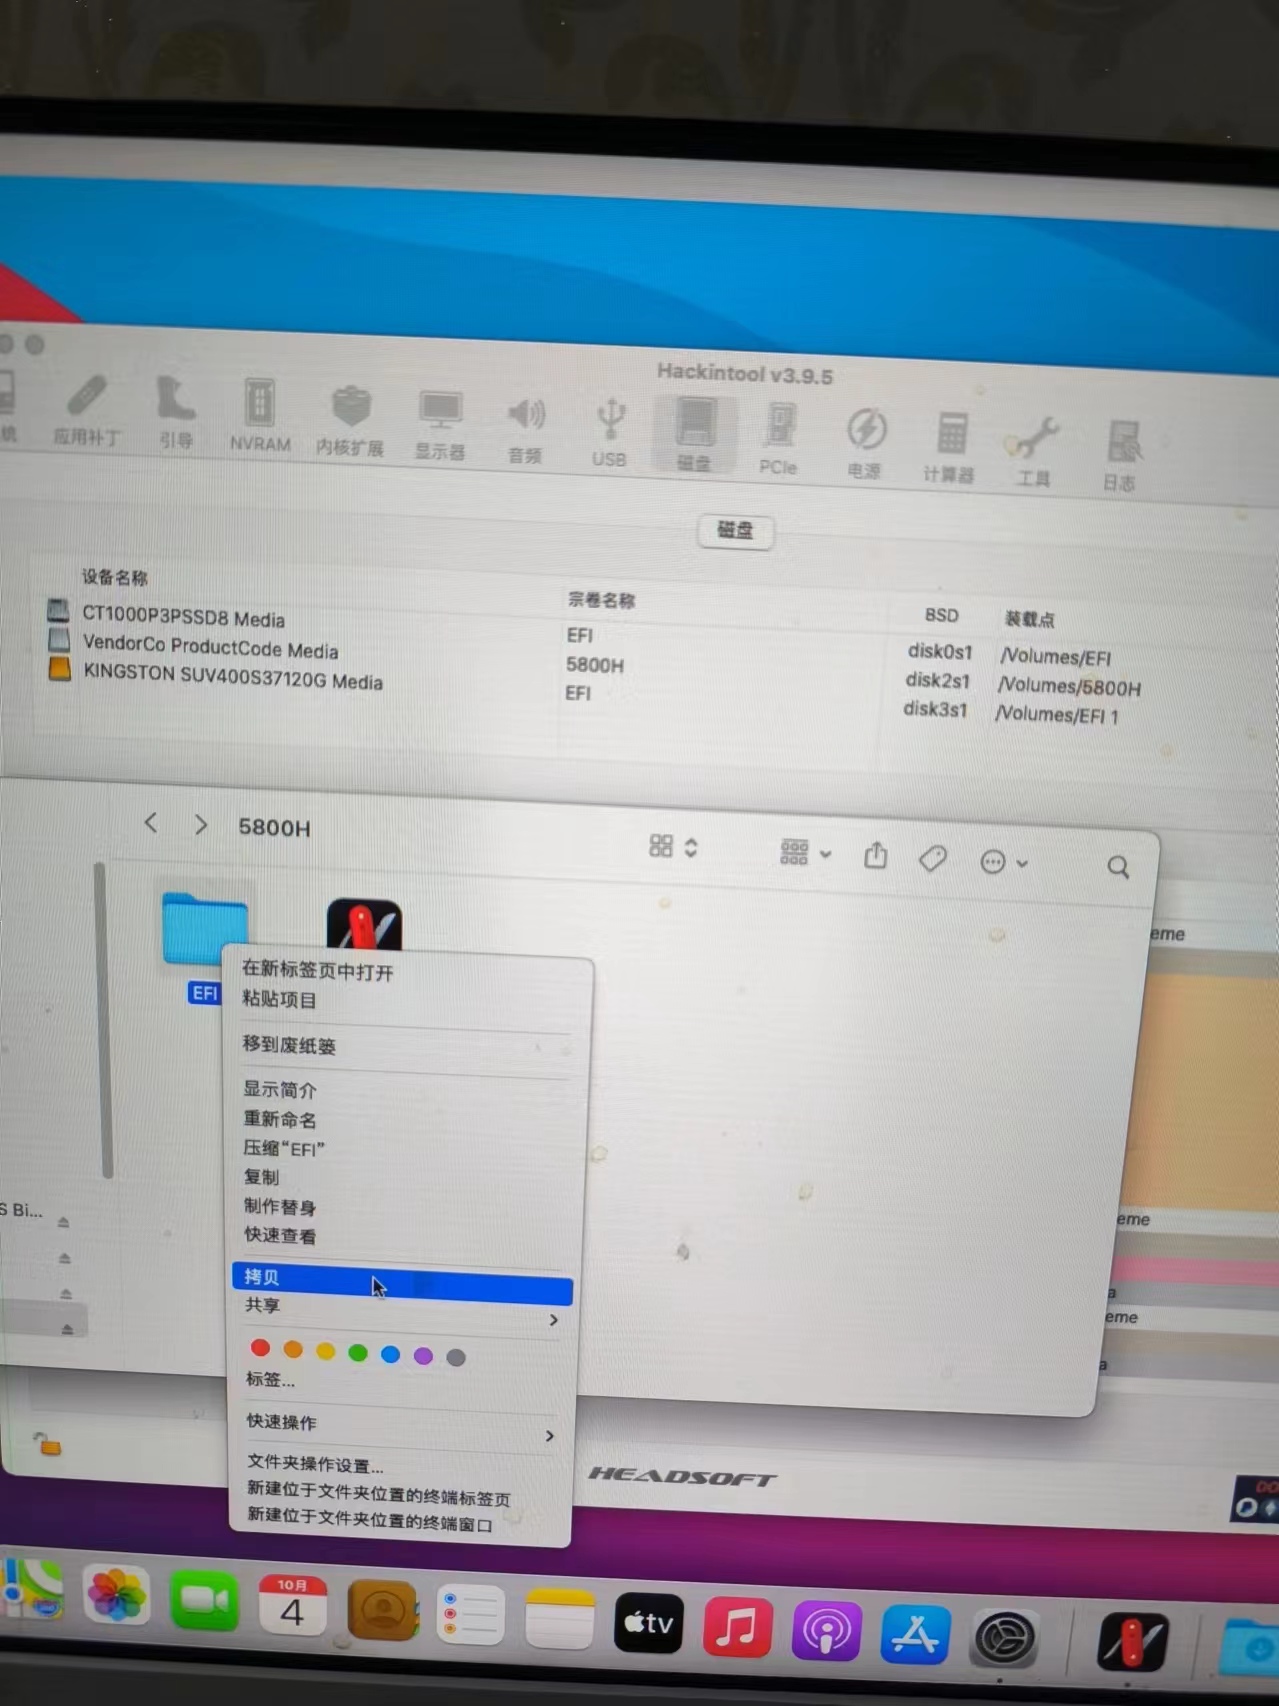 Hackintool v3.9.5
应用补丁
引导
NVRAM
内核扩展
显示器
音频
USB
磁盘
PCIe
电源
计算器
工具
日志
磁盘
设备名称 宗卷名称 BSD 装载点
CT1000P3PSSD8 Media EFI disk0s1 /Volumes/EFI
VendorCo ProductCode Media 5800H disk2s1 /Volumes/5800H
KINGSTON SUV400S37120G Media EFI disk3s1 /Volumes/EFI 1
5800H
EFI
在新标签页中打开
粘贴项目
移到废纸篓
显示简介
重新命名
压缩“EFI”
复制
制作替身
快速查看
拷贝
共享
标签...
快速操作
文件夹操作设置...
新建位于文件夹位置的终端标签页
新建位于文件夹位置的终端窗口
S Bi...
eme
eme
a
eme
a
HEADSOFT
DO
10月
4
tv